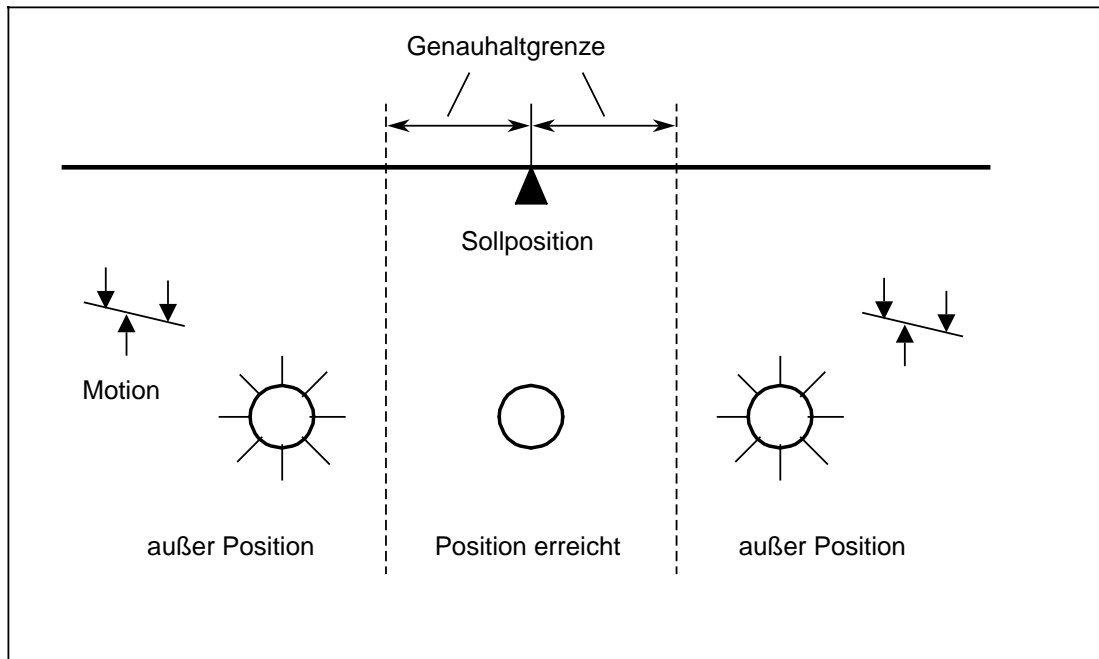 Genauhaltgrenze
Sollposition
Motion
außer Position
Position erreicht
außer Position